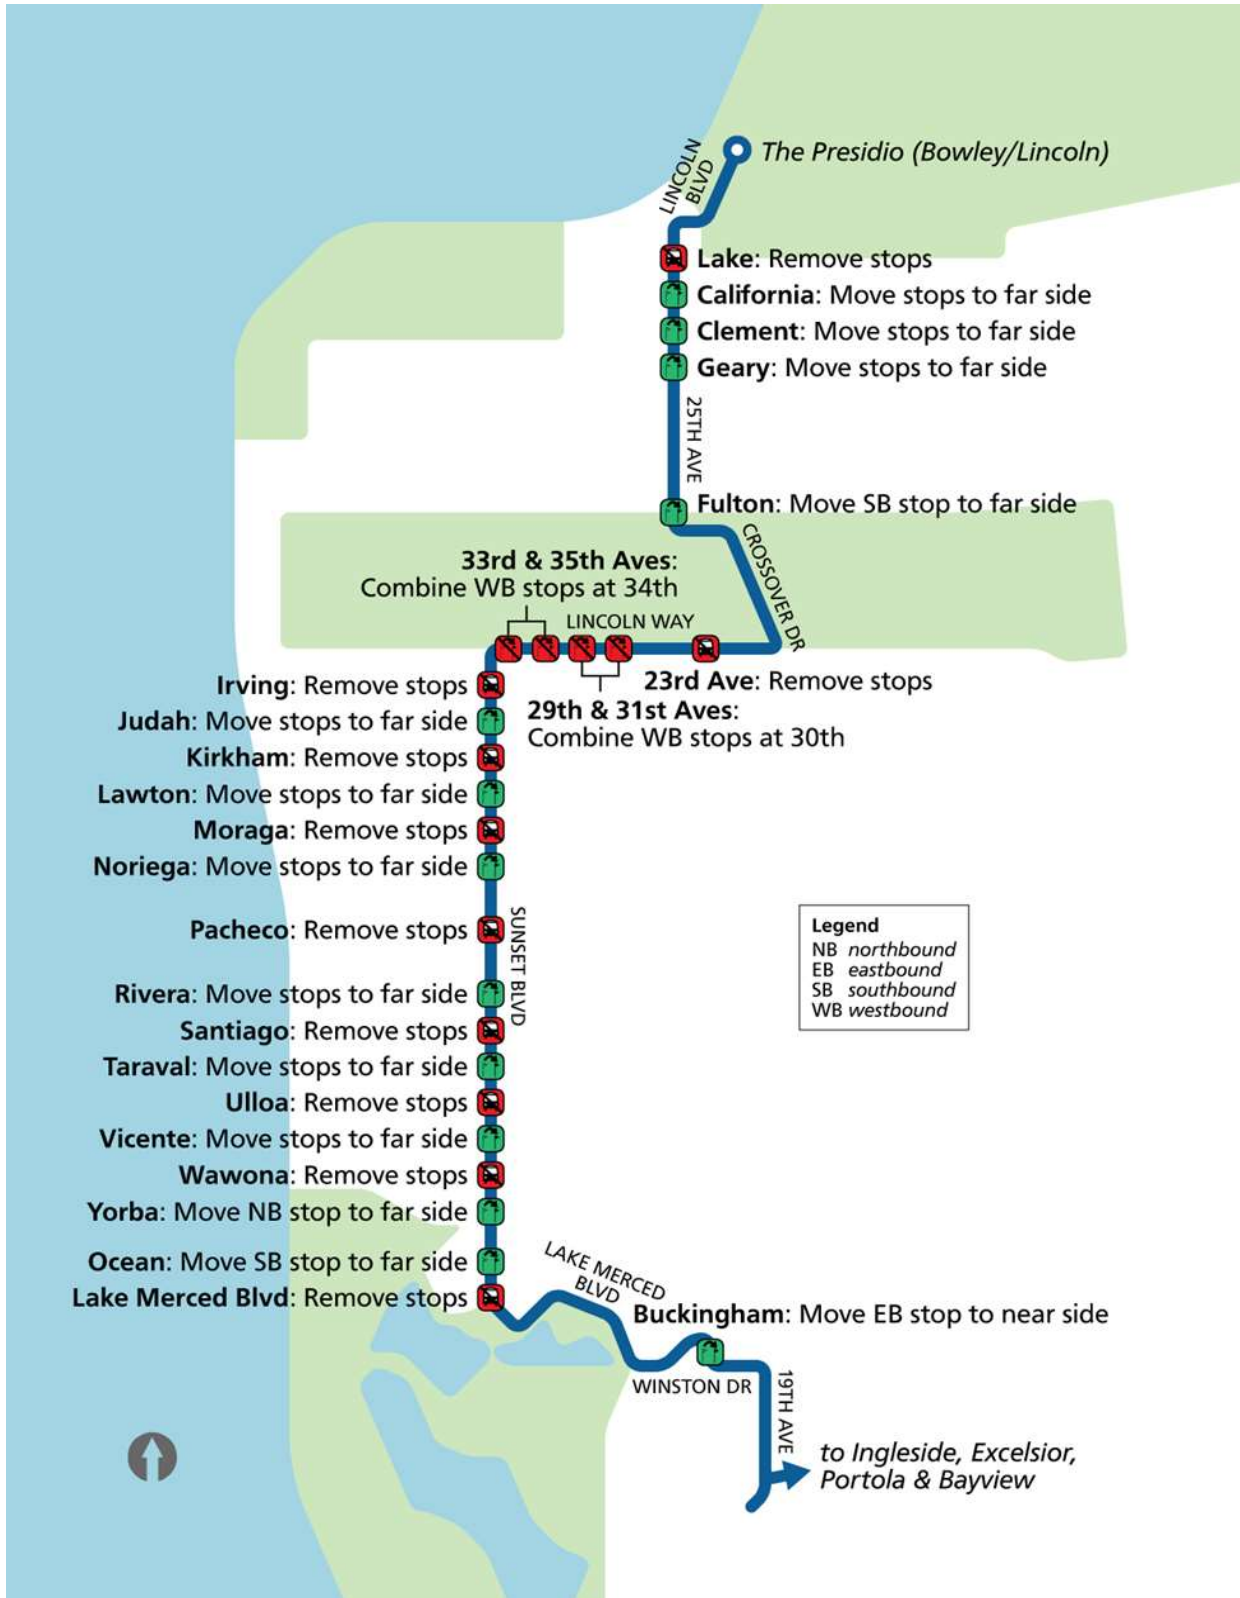 LINCOLN
BLVD
The Presidio (Bowley/Lincoln)
Lake: Remove stops
California: Move stops to far side
Clement: Move stops to far side
Geary: Move stops to far side
25TH AVE
Fulton: Move SB stop to far side
CROSSOVER DR
33rd & 35th Aves:
Combine WB stops at 34th
LINCOLN WAY
23rd Ave: Remove stops
29th & 31st Aves:
Combine WB stops at 30th
Irving: Remove stops
Judah: Move stops to far side
Kirkham: Remove stops
Lawton: Move stops to far side
Moraga: Remove stops
Noriega: Move stops to far side
Pacheco: Remove stops
SUNSET BLVD
Rivera: Move stops to far side
Santiago: Remove stops
Taraval: Move stops to far side
Ulloa: Remove stops
Vicente: Move stops to far side
Wawona: Remove stops
Yorba: Move NB stop to far side
Ocean: Move SB stop to far side
Lake Merced Blvd: Remove stops
Legend
NB northbound
EB eastbound
SB southbound
WB westbound
LAKE MERCED
BLVD
Buckingham: Move EB stop to near side
WINSTON DR
19TH AVE
to Ingleside, Excelsior,
Portola & Bayview